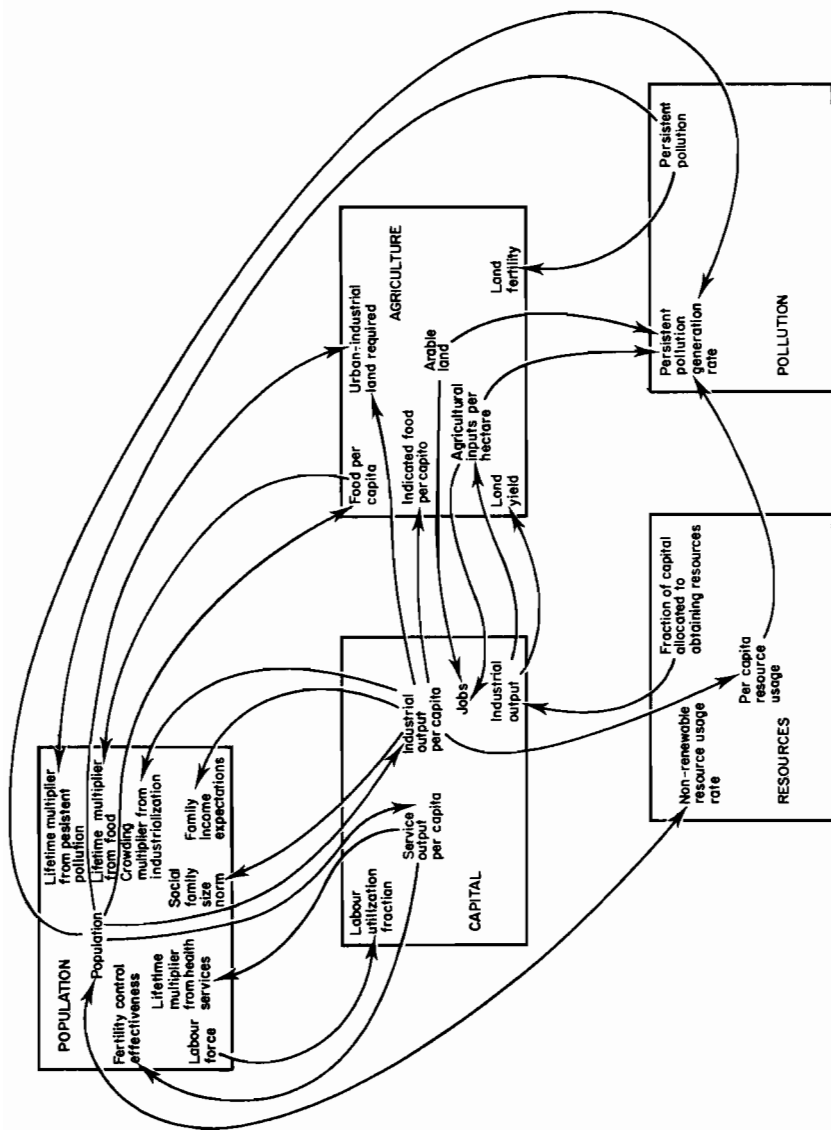 POPULATION
Population
Fertility control
effectiveness
Lifetime
multiplier
from health
services
Labour
force
Lifetime multiplier
from pesistent
pollution
Lifetime multiplier
from food
Crowding
multiplier from
industrialization
Social
family
size
norm
Family
income
expectations
Labour
utilization
fraction
CAPITAL
Service
output
per capita
Industrial
output
per capita
Jobs
Industrial
output
Food per
capita
Urban-industrial
land required
AGRICULTURE
Indicated food
per capita
Arable
land
Agricultural
inputs per
hectare
Land
yield
Land
fertility
Non-renewable
resource usage
rate
Fraction of capital
allocated to
obtaining resources
Per capita
resource
usage
RESOURCES
Persistent
pollution
generation
rate
Persistent
pollution
POLLUTION